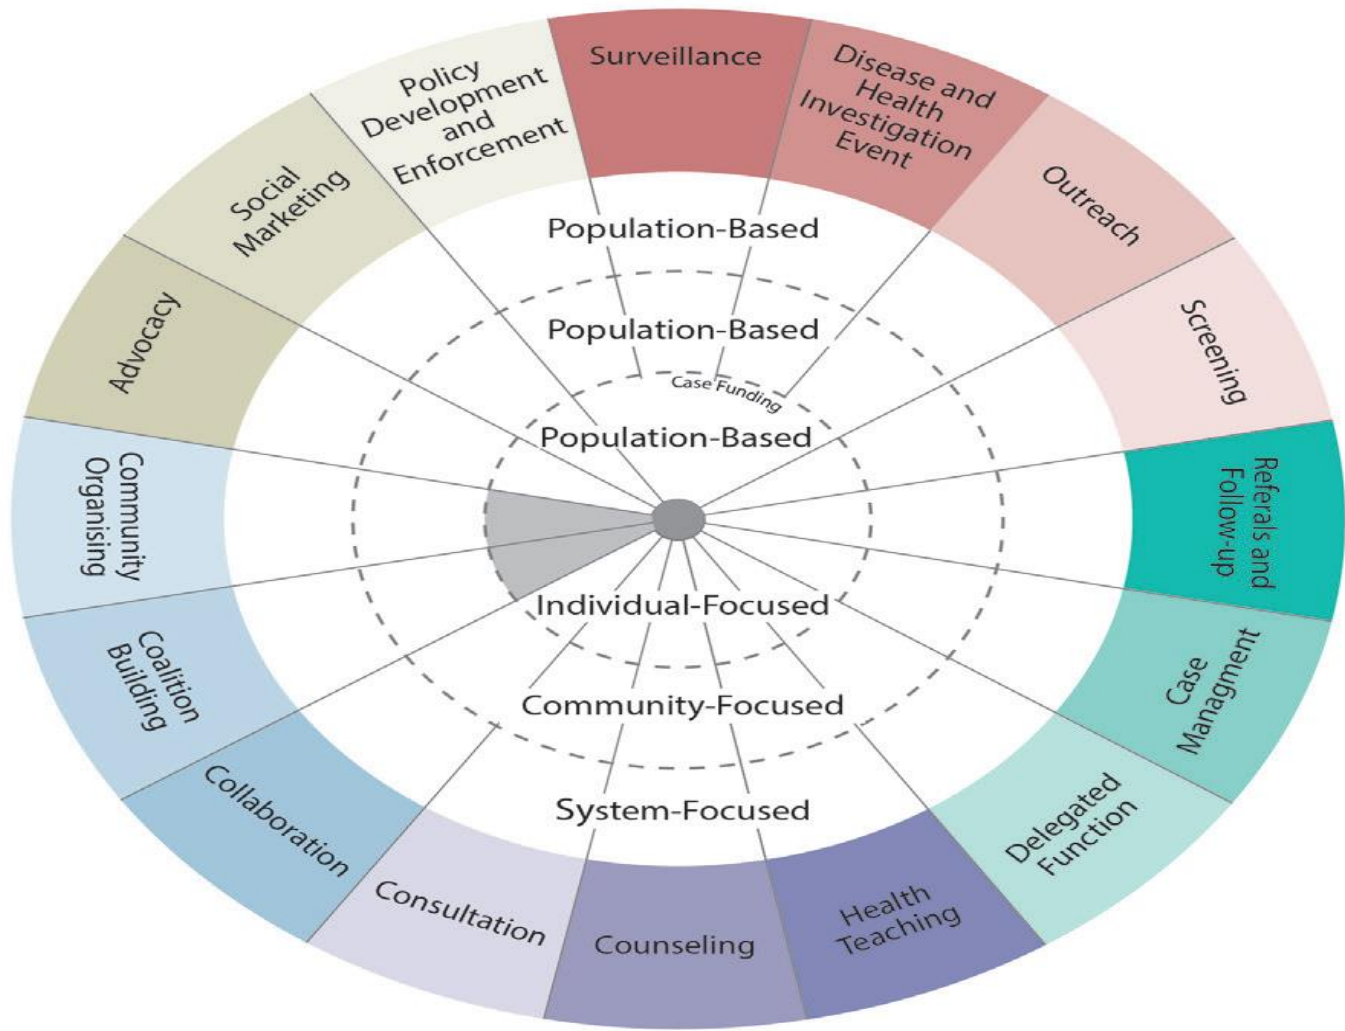 Surveillance
Disease and
Health
Investigation
Event
Outreach
Screening
Referals and
Follow-up
Case
Managment
Delegated
Function
Health
Teaching
Counseling
Consultation
Collaboration
Coalition
Building
Community
Organising
Advocacy
Social
Marketing
Policy
Development
and
Enforcement
Population-Based
Population-Based
Case Funding
Population-Based
Individual-Focused
Community-Focused
System-Focused